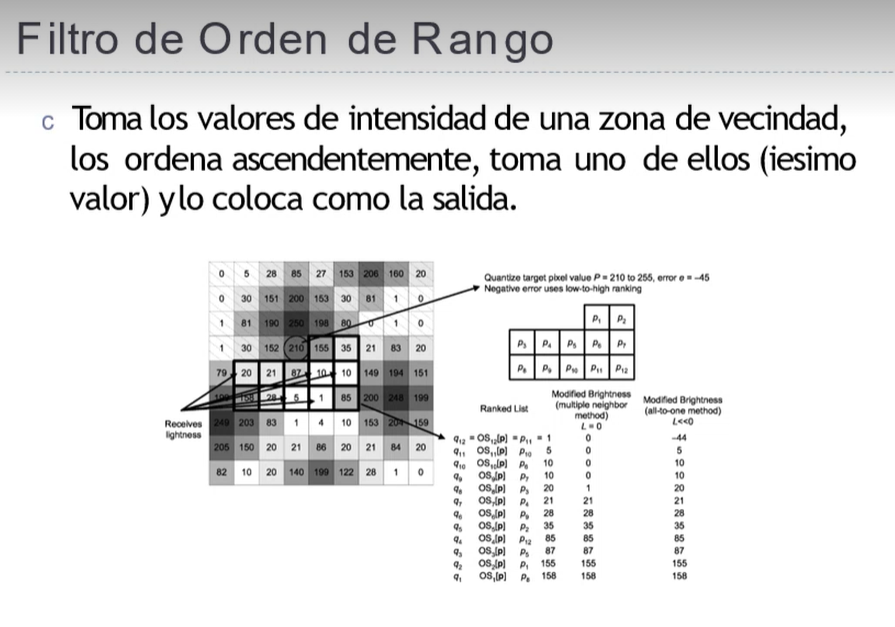 Filtro de Orden de Rango
c Toma los valores de intensidad de una zona de vecindad,
los ordena ascendentemente, toma uno de ellos (iesimo
valor) y lo coloca como la salida.
0 5 28 85 27 153 206 160 20
0 30 151 200 153 30 81 1 0
1 81 190 250 198 80 0 1 0
1 30 152 210 155 35 21 83 20
79 20 21 87 10 10 149 194 151
158 28 5 1 85 200 248 199
249 203 83 1 4 10 153 204 159
205 150 20 21 86 20 21 84 20
82 10 20 140 199 122 28 1 0
Receives
lightness
Quantize target pixel value P = 210 to 255, error e = -45
Negative error uses low-to-high ranking
P₁ P₂
P₃ P₄ P₅ P₆ P₇
P₈ P₉ P₁₀ P₁₁ P₁₂
Ranked List
Modified Brightness
(multiple neighbor
method)
L = 0
Modified Brightness
(all-to-one method)
L<<0
q₁₂ = OS₁₂[p] = P₁₁ = 1 0 -44
q₁₁ OS₁₁[p] P₁₀ 5 0 5
q₁₀ OS₁₀[p] P₆ 10 0 10
q₉ OS₉[p] P₇ 10 0 10
q₈ OS₈[p] P₃ 20 1 20
q₇ OS₇[p] P₄ 21 21 21
q₆ OS₆[p] P₉ 28 28 28
q₅ OS₅[p] P₂ 35 35 35
q₄ OS₄[p] P₁₂ 85 85 85
q₃ OS₃[p] P₅ 87 87 87
q₂ OS₂[p] P₁ 155 155 155
q₁ OS₁[p] P₈ 158 158 158